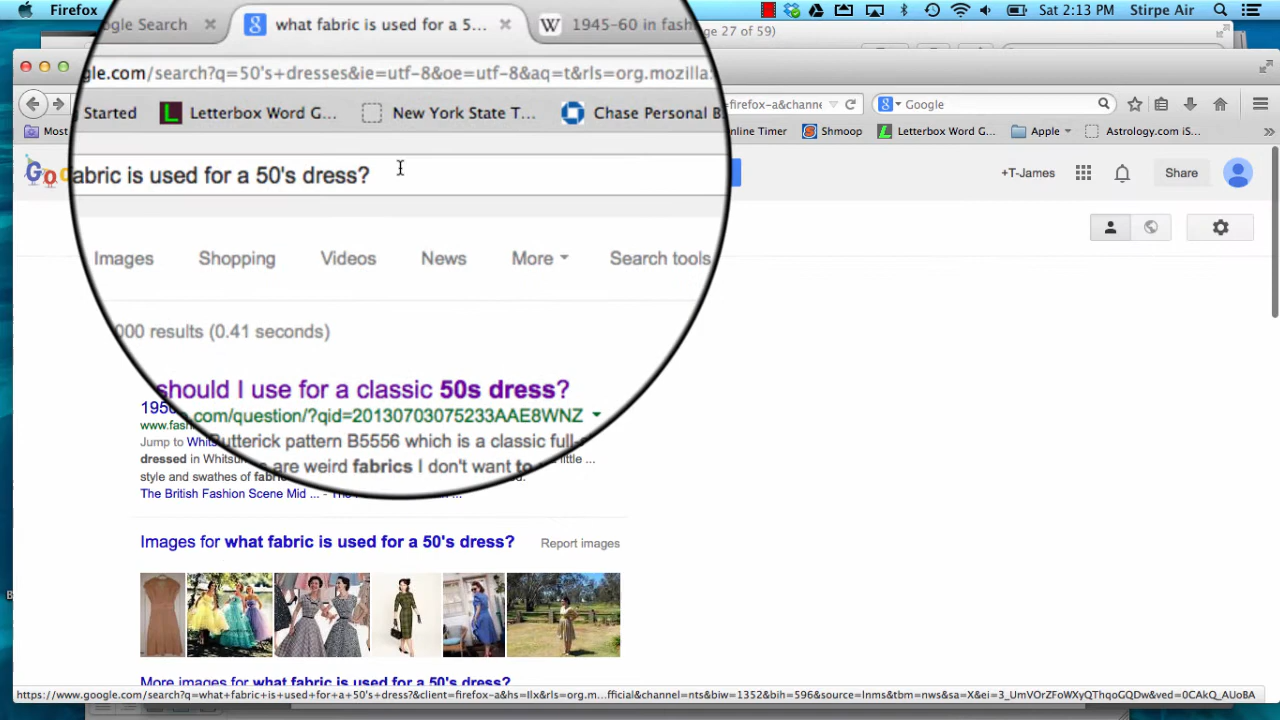 Firefox
Sat 2:13 PM
Stirpe Air
gle Search
what fabric is used for a 5...
1945-60 in fash
ge 27 of 59)
gle.com/search?q=50's+dresses&ie=utf-8&oe=utf-8&aq=t&rls=org.mozilla:
firefox-a&channe
Google
Most
Started
Letterbox Word G...
New York State T...
Chase Personal B
nline Timer
Shmoop
Letterbox Word G...
Apple
Astrology.com iS...
Go
abric is used for a 50's dress?
+T-James
Share
Images
Shopping
Videos
News
More
Search tools
000 results (0.41 seconds)
should I use for a classic 50s dress?
195
com/question/?qid=20130703075233AAE8WNZ
www.fash
Jump to Whits
Butterick pattern B5556 which is a classic full-s
dressed in Whitsun
little ...
are weird fabrics I don't want to
style and swathes of fabr
The British Fashion Scene Mid ...
Images for what fabric is used for a 50's dress?
Report images
More images for what fabric is used for a 50's dress?
https://www.google.com/search?q=what+fabric+is+used+for+a+50's+dress?&client=firefox-a&hs=llx&rls=org.m...fficial&channel=nts&biw=1352&bih=596&source=lnms&tbm=nws&sa=X&ei=3_UmVOrZFoWXyQThqoGQDw&ved=0CAkQ_AUoBA